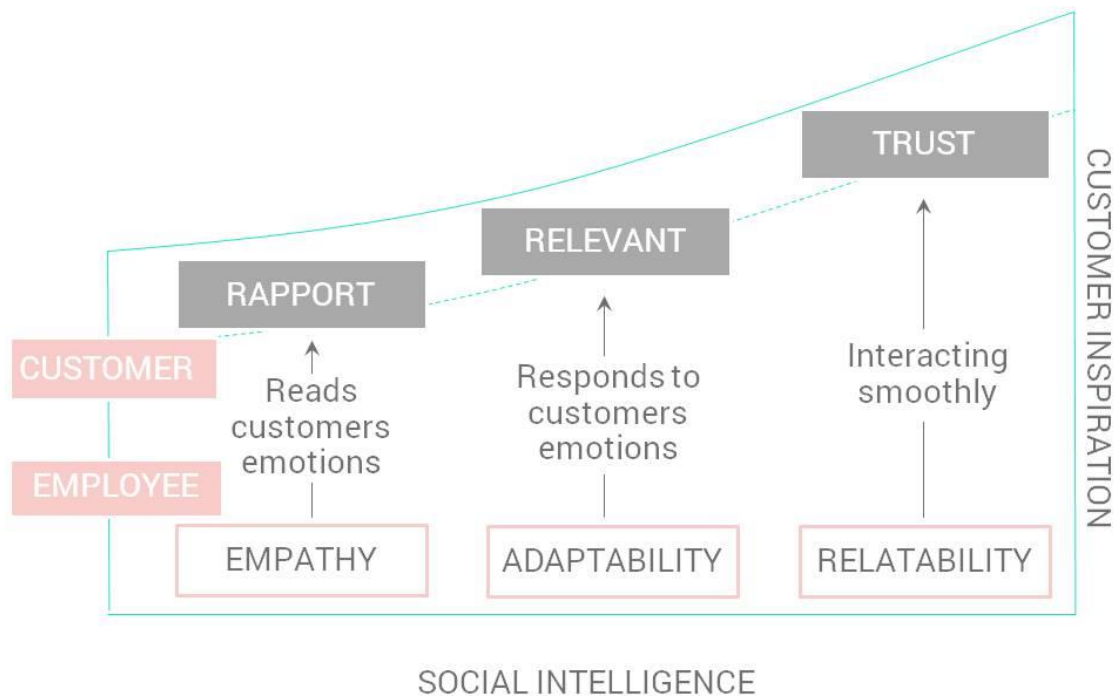 TRUST
RELEVANT
RAPPORT
CUSTOMER
Reads
customers
emotions
Responds to
customers
emotions
Interacting
smoothly
EMPLOYEE
EMPATHY
ADAPTABILITY
RELATABILITY
CUSTOMER INSPIRATION
SOCIAL INTELLIGENCE